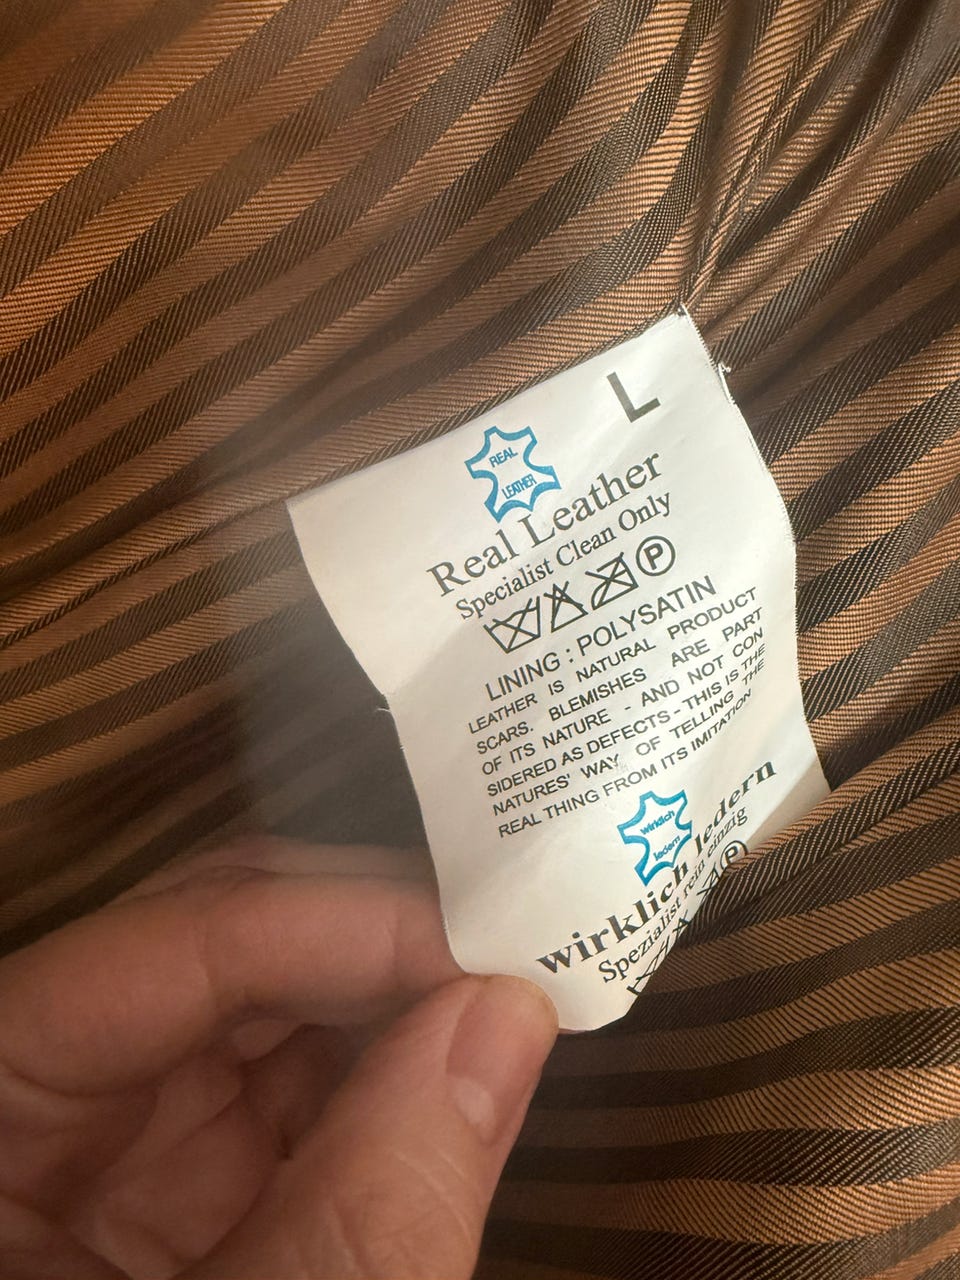 L
REAL
LEATHER
Real Leather
Specialist Clean Only
P
LINING : POLYSATIN
LEATHER IS NATURAL PRODUCT
SCARS. BLEMISHES ARE PART
OF ITS NATURE - AND NOT CON
SIDERED AS DEFECTS - THIS IS THE
NATURES' WAY OF TELLING THE
REAL THING FROM ITS IMITATION
wirklich
ledern
wirklich ledern
Spezialist rein einzig
P